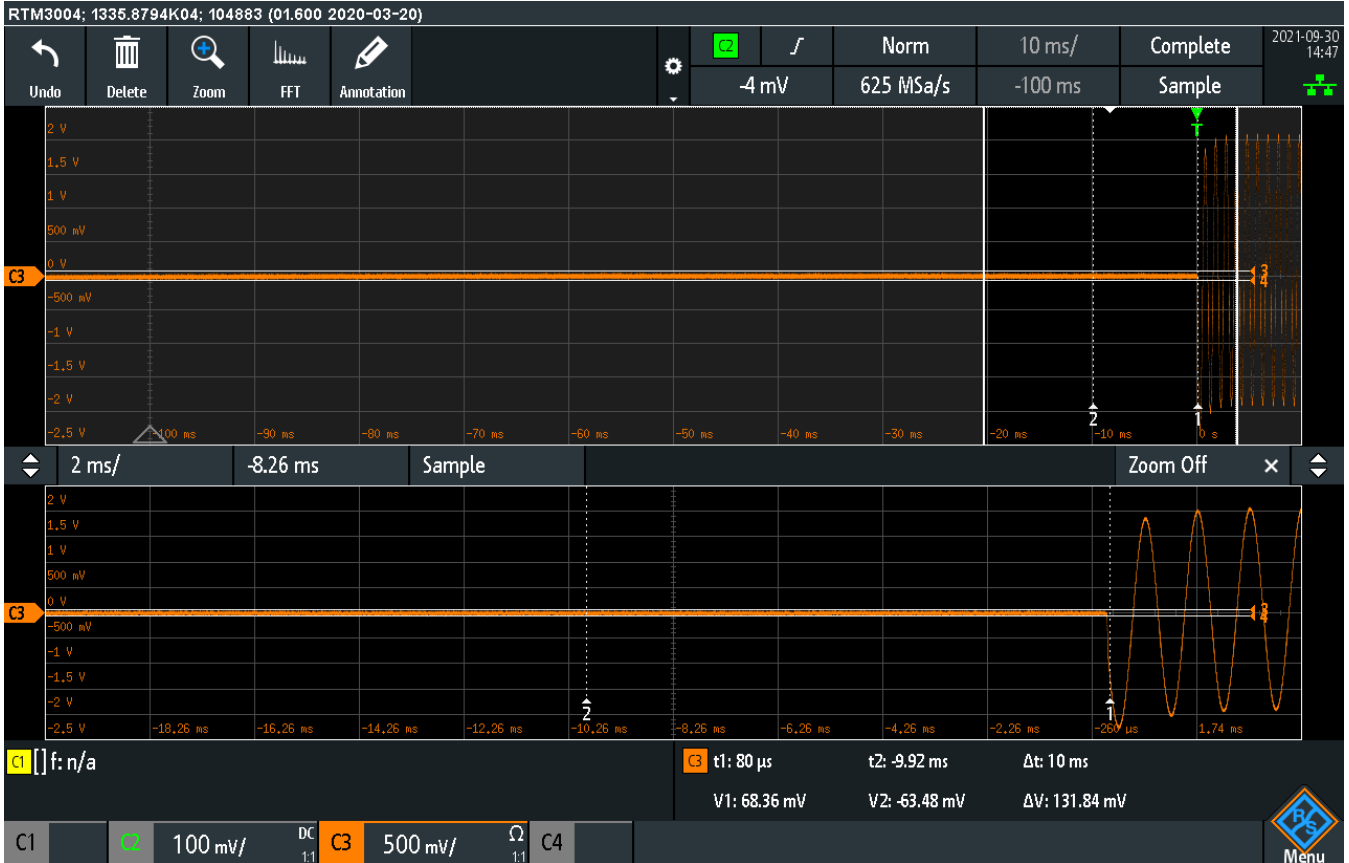 RTM3004; 1335.8794K04; 104883 (01.600 2020-03-20)
Undo Delete Zoom FFT Annotation
C2 Norm 10 ms/ Complete
-4 mV 625 MSa/s -100 ms Sample
2021-09-30
14:47
T
2 V
1.5 V
1 V
500 mV
0 V
C3
3
4
-500 mV
-1 V
-1.5 V
-2 V
2 1
-2.5 V -100 ms -90 ms -80 ms -70 ms -60 ms -50 ms -40 ms -30 ms -20 ms -10 ms 0 s
2 ms/ -8.26 ms Sample Zoom Off ×
2 V
1.5 V
1 V
500 mV
0 V
C3
3
4
-500 mV
-1 V
-1.5 V
-2 V
2 1
-2.5 V -18.26 ms -16.26 ms -14.26 ms -12.26 ms -10.26 ms -8.26 ms -6.26 ms -4.26 ms -2.26 ms -260 µs 1.74 ms
C1 [] f: n/a
C3 t1: 80 µs t2: -9.92 ms Δt: 10 ms
V1: 68.36 mV V2: -63.48 mV ΔV: 131.84 mV
C1 C2 100 mV/ DC 1:1 C3 500 mV/ Ω 1:1 C4
R&S
Menu